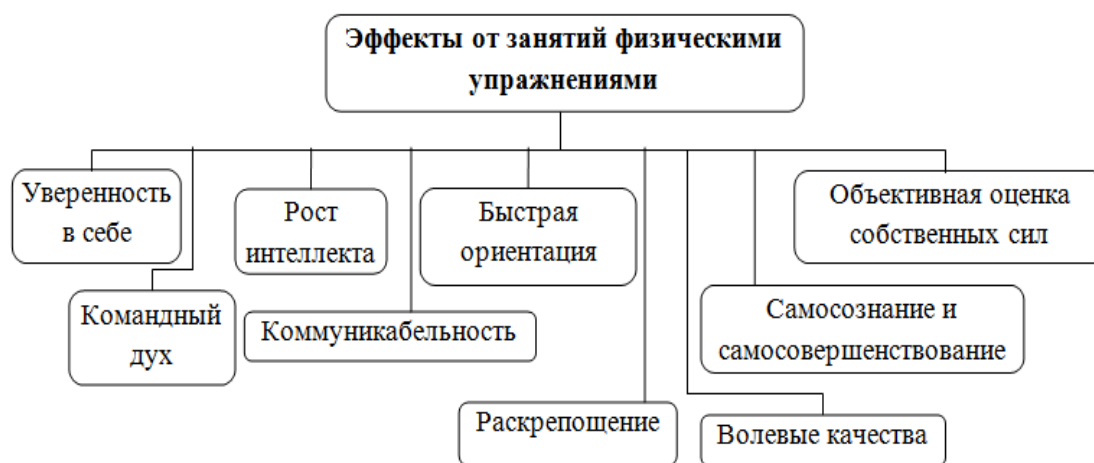 Эффекты от занятий физическими
упражнениями
Уверенность
в себе
Рост
интеллекта
Быстрая
ориентация
Объективная оценка
собственных сил
Командный
дух
Коммуникабельность
Самосознание и
самосовершенствование
Раскрепощение
Волевые качества